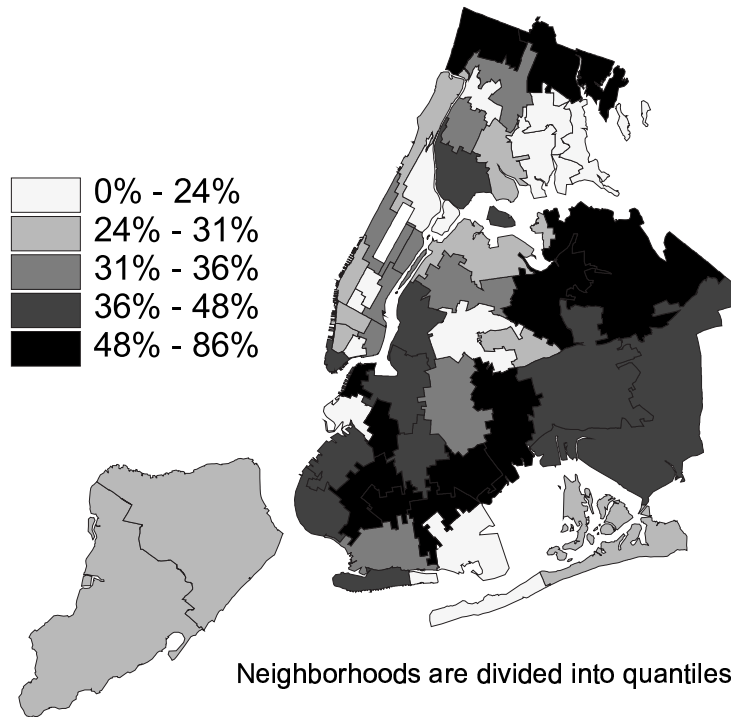 0% - 24%
24% - 31%
31% - 36%
36% - 48%
48% - 86%
Neighborhoods are divided into quantiles